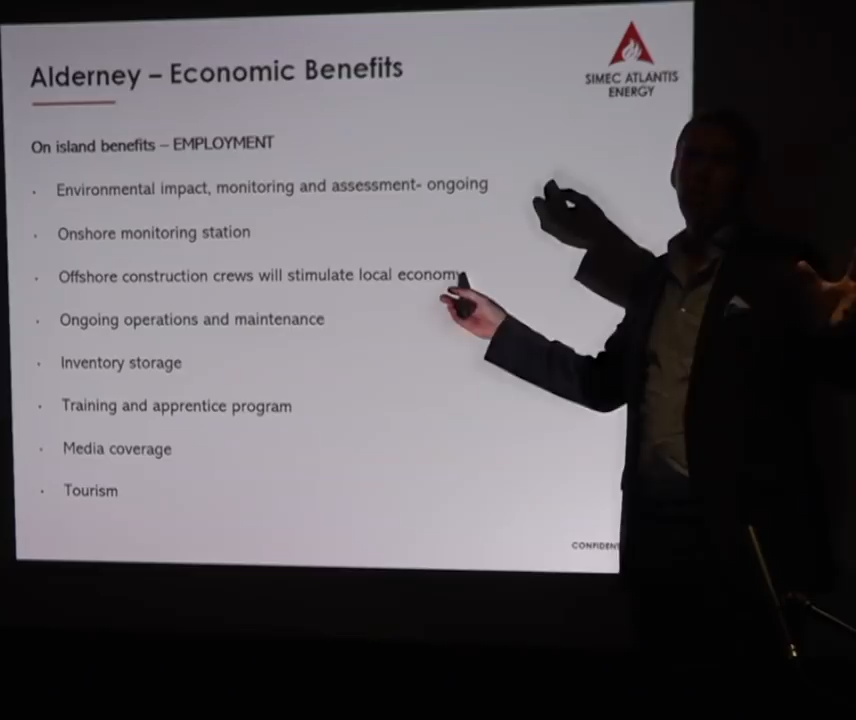 Alderney – Economic Benefits
SIMEC ATLANTIS
ENERGY
On island benefits – EMPLOYMENT
· Environmental impact, monitoring and assessment- ongoing
· Onshore monitoring station
· Offshore construction crews will stimulate local economy
· Ongoing operations and maintenance
· Inventory storage
· Training and apprentice program
· Media coverage
· Tourism
CONFIDEN